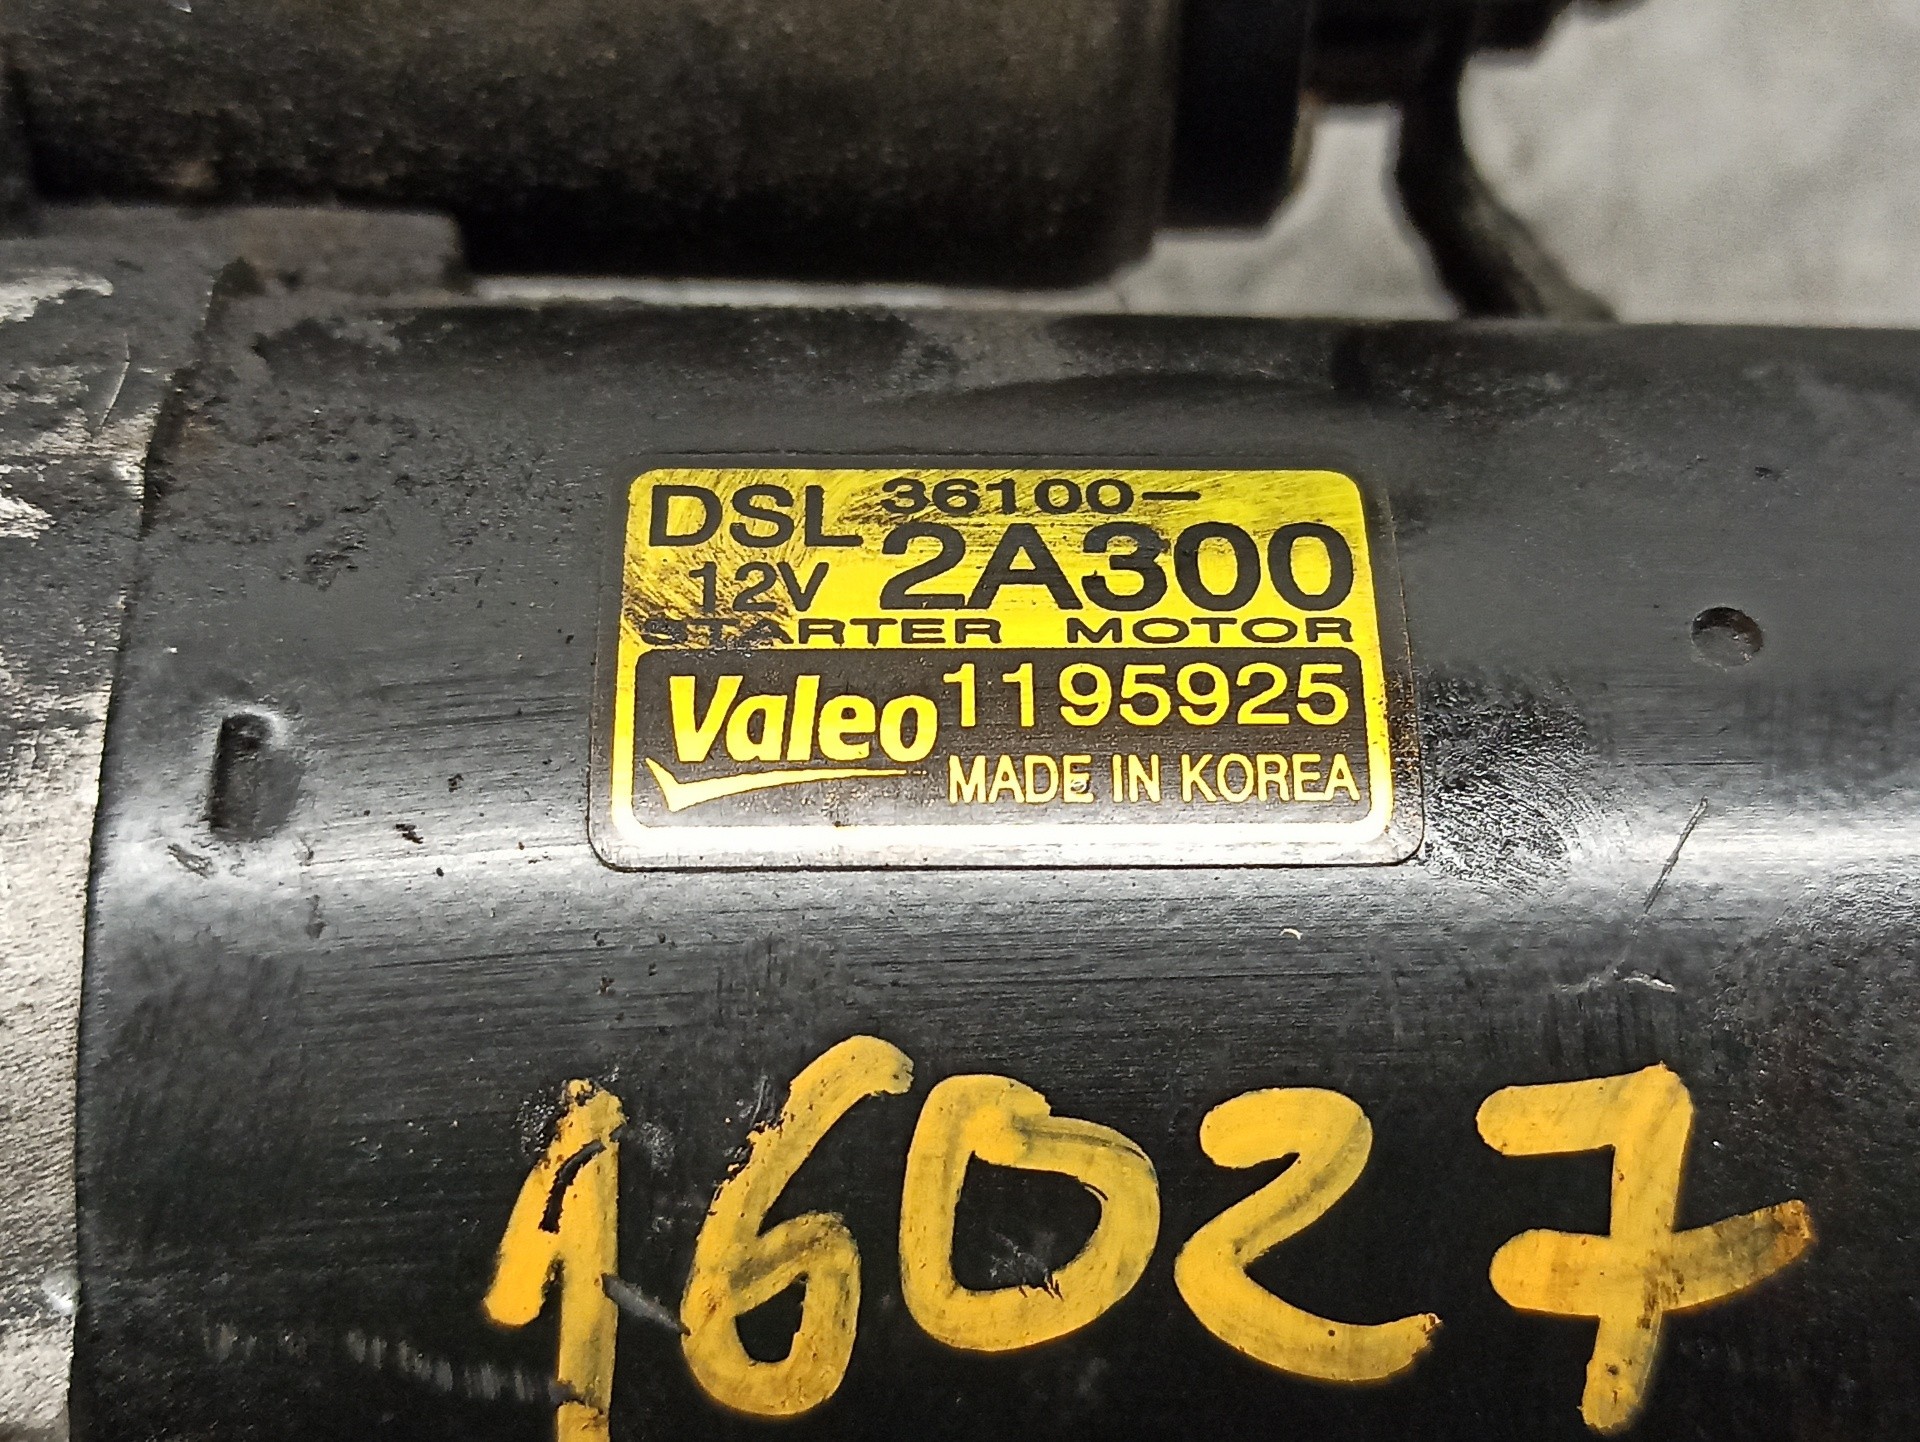 DSL 36100-
12V 2A300
STARTER MOTOR
Valeo 1195925
MADE IN KOREA
16027